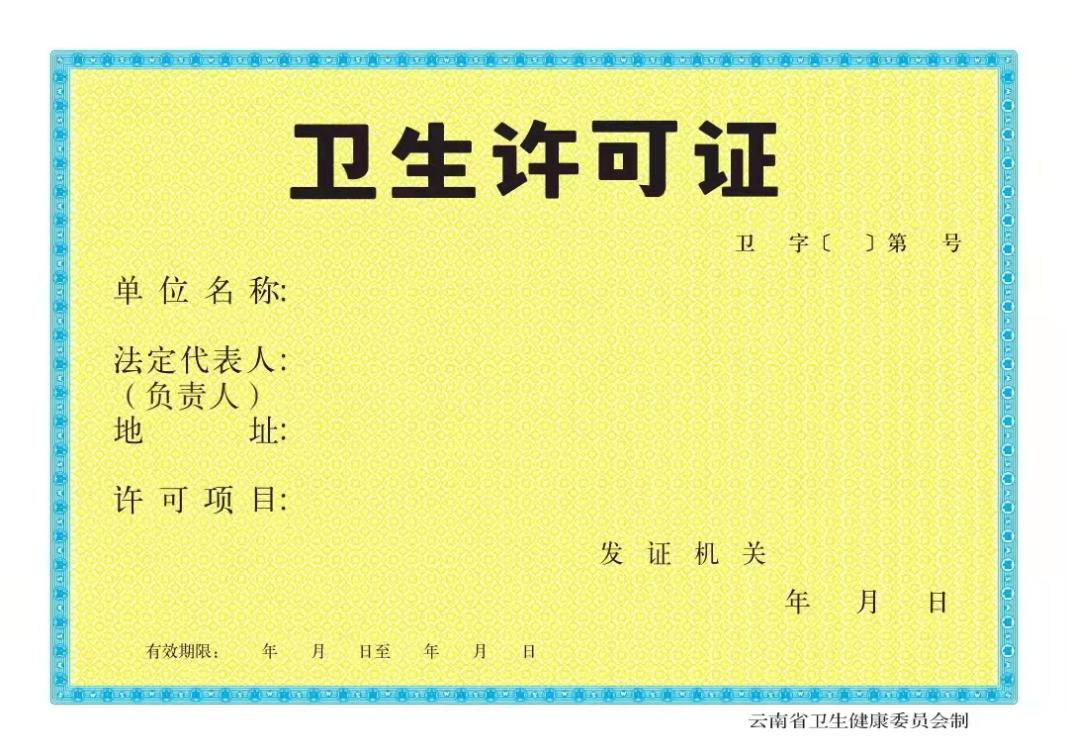 卫生许可证
卫 字〔 〕第 号
单位名称:
法定代表人:
（负责人）
地 址:
许可项目:
发证机关
年 月 日
有效期限: 年 月 日至 年 月 日
云南省卫生健康委员会制